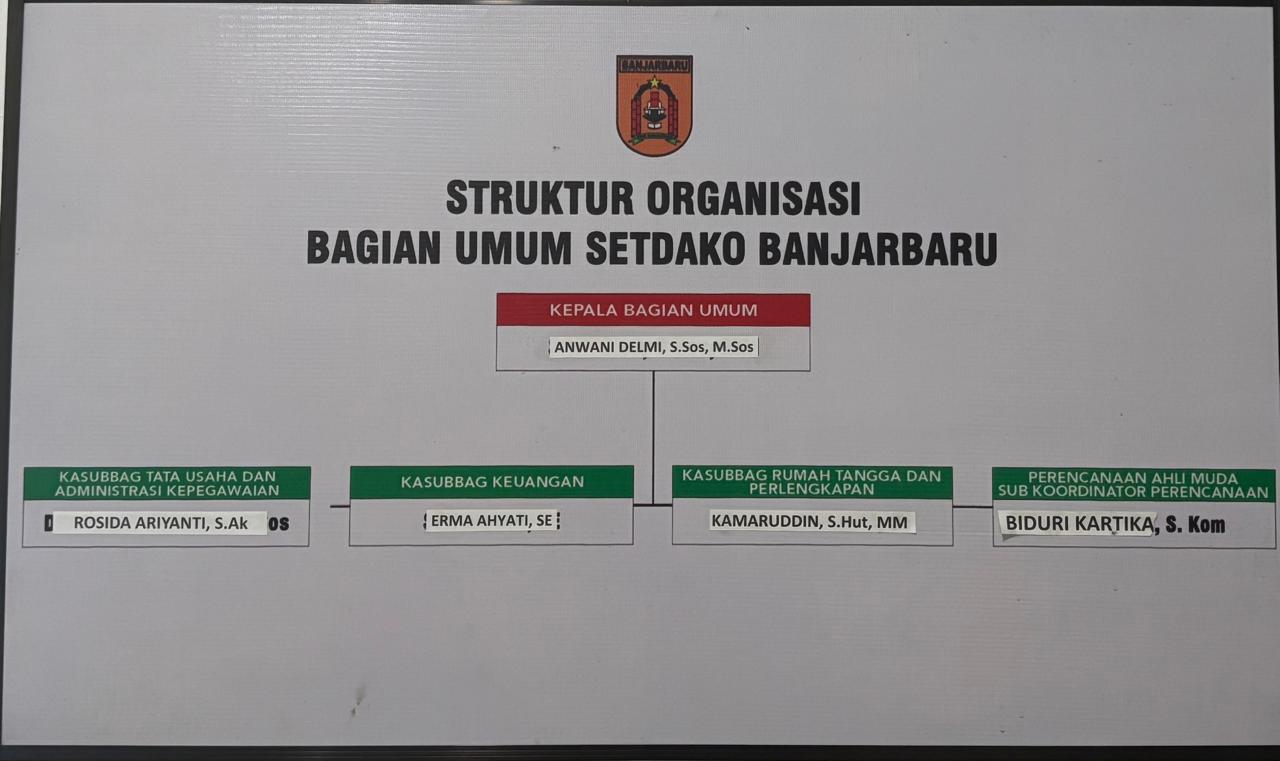 BANJARBARU
STRUKTUR ORGANISASI
BAGIAN UMUM SETDAKO BANJARBARU
KEPALA BAGIAN UMUM
ANWANI DELMI, S.Sos, M.Sos
KASUBBAG TATA USAHA DAN
ADMINISTRASI KEPEGAWAIAN
ROSIDA ARIYANTI, S.Ak os
KASUBBAG KEUANGAN
ERMA AHYATI, SE
KASUBBAG RUMAH TANGGA DAN
PERLENGKAPAN
KAMARUDDIN, S.Hut, MM
PERENCANAAN AHLI MUDA
SUB KOORDINATOR PERENCANAAN
BIDURI KARTIKA, S. Kom